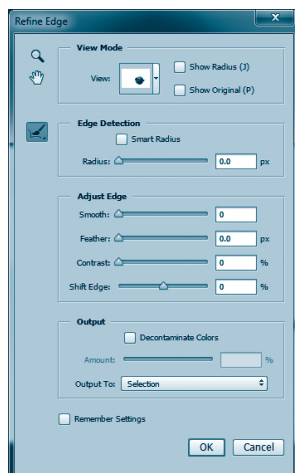 Refine Edge
x
View Mode
View:
Show Radius (J)
Show Original (P)
Edge Detection
Smart Radius
Radius: 0.0 px
Adjust Edge
Smooth: 0
Feather: 0.0 px
Contrast: 0 %
Shift Edge: 0 %
Output
Decontaminate Colors
Amount: %
Output To: Selection
Remember Settings
OK Cancel